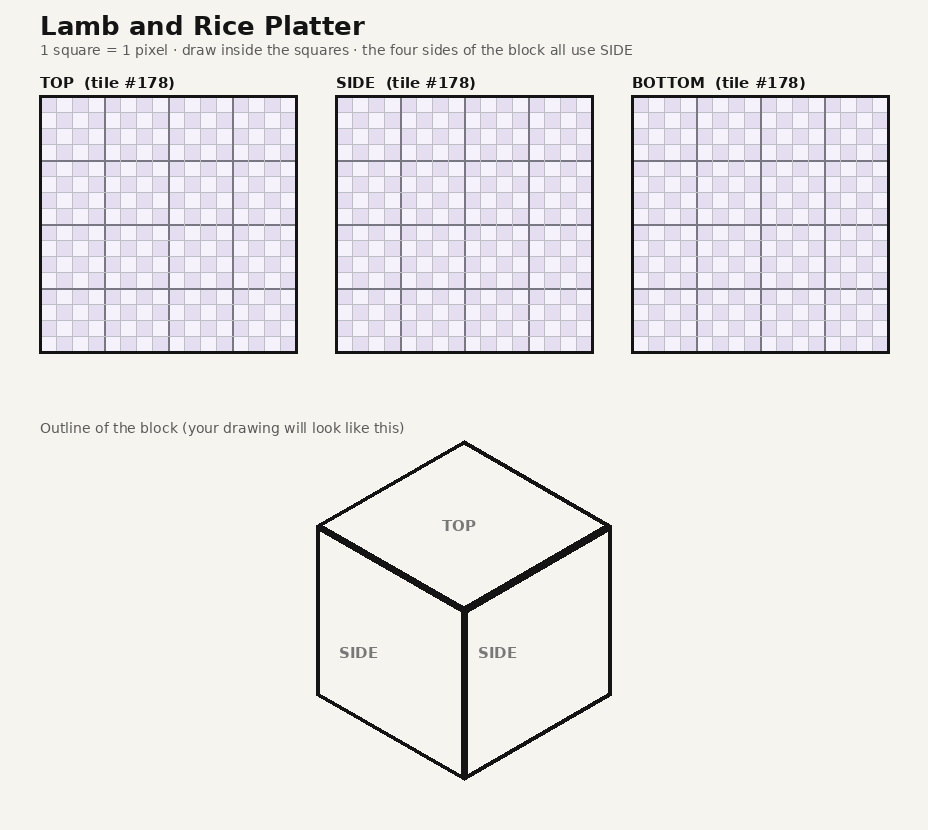 Lamb and Rice Platter
1 square = 1 pixel · draw inside the squares · the four sides of the block all use SIDE
TOP (tile #178)
SIDE (tile #178)
BOTTOM (tile #178)
Outline of the block (your drawing will look like this)
TOP
SIDE
SIDE